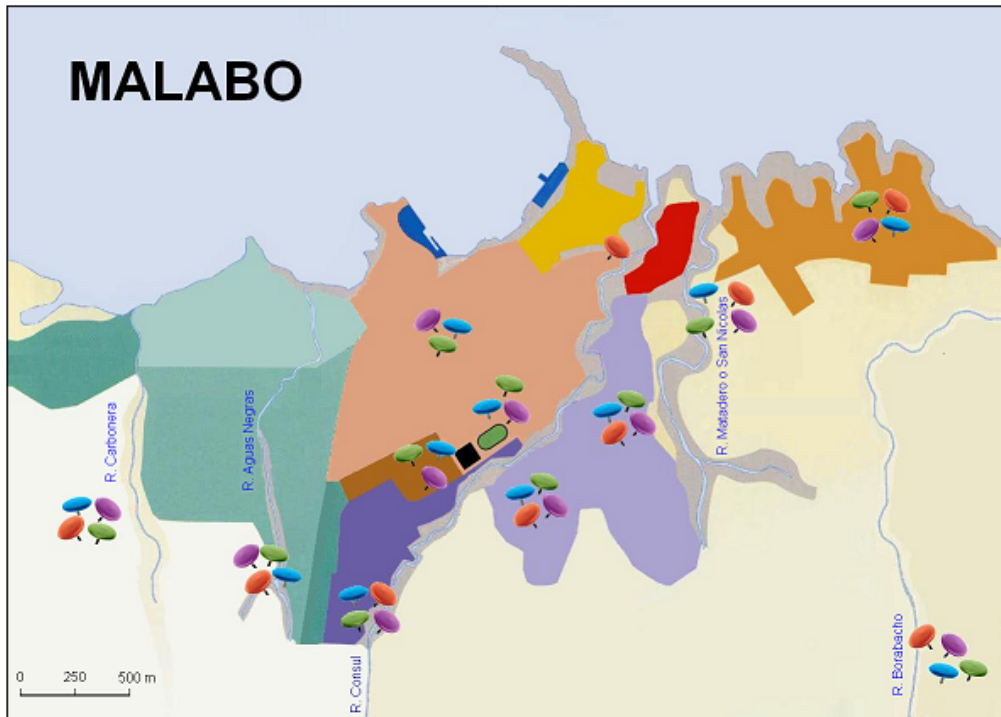 MALABO
R. Carbonera
R. Aguas Negras
R. Consul
R. Matadero o San Nicolas
R. Borabacho
0 250 500 m